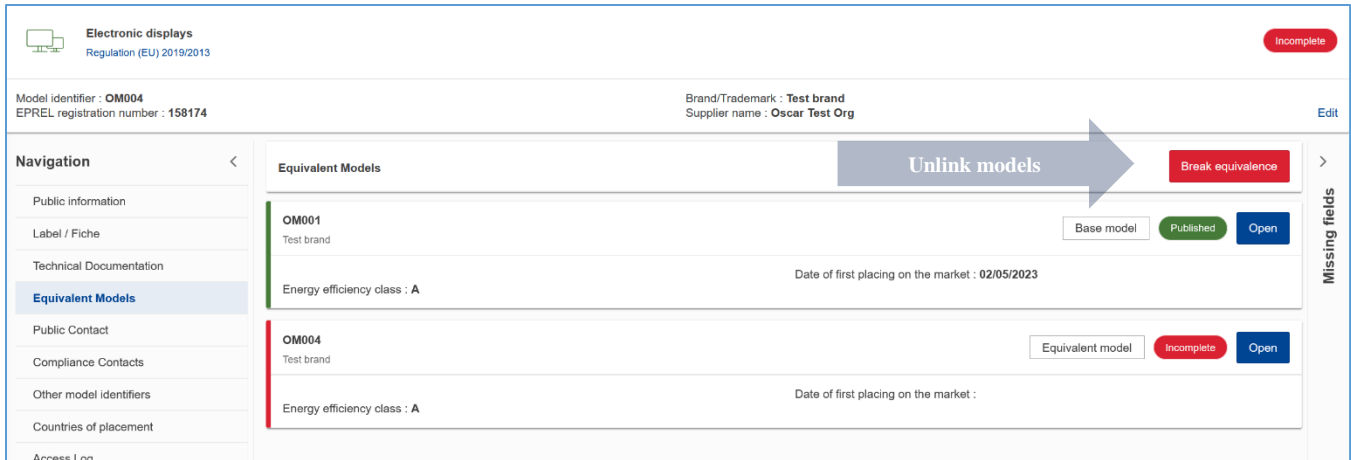 Electronic displays
Regulation (EU) 2019/2013
Incomplete
Model identifier : OM004
EPREL registration number : 158174
Brand/Trademark : Test brand
Supplier name : Oscar Test Org
Edit
Navigation
Public information
Label / Fiche
Technical Documentation
Equivalent Models
Public Contact
Compliance Contacts
Other model identifiers
Countries of placement
Access Log
Equivalent Models
Unlink models
Break equivalence
OM001
Test brand
Base model
Published
Open
Date of first placing on the market : 02/05/2023
Energy efficiency class : A
OM004
Test brand
Equivalent model
Incomplete
Open
Date of first placing on the market :
Energy efficiency class : A
Missing fields